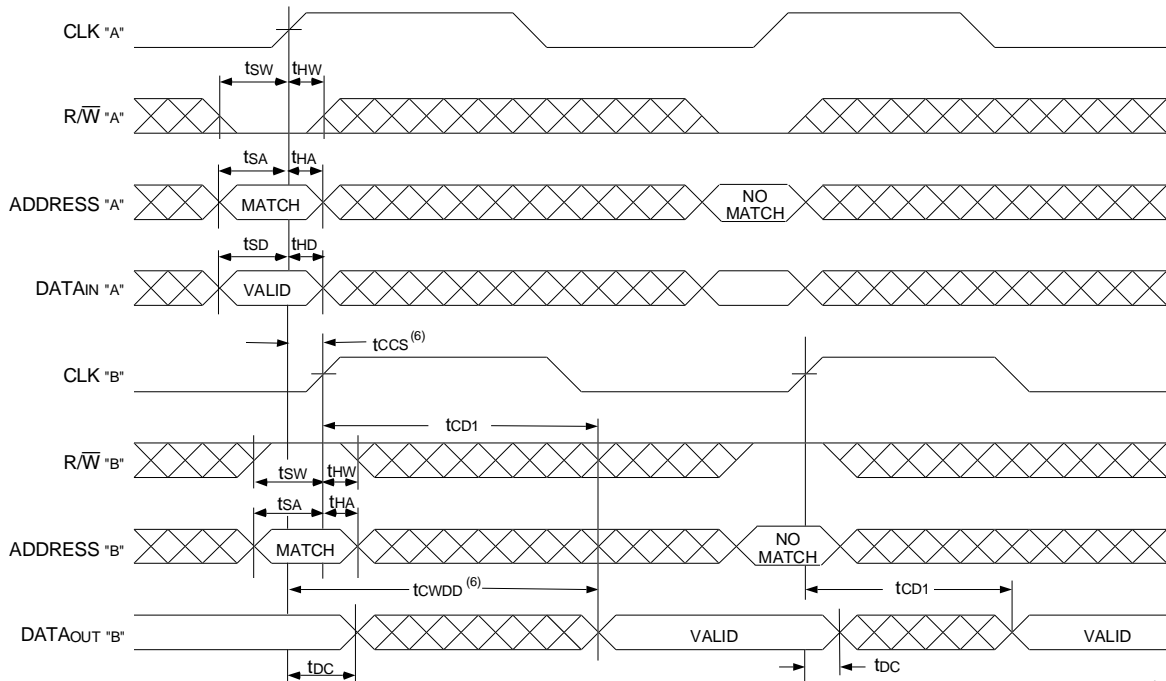 CLK "A"
tSW tHW
R/W̅ "A"
tSA tHA
ADDRESS "A" MATCH NO MATCH
tSD tHD
DATAIN "A" VALID
tCCS (6)
CLK "B"
tCD1
R/W̅ "B"
tSW tHW
tSA tHA
ADDRESS "B" MATCH NO MATCH
tCWDD (6) tCD1
DATAOUT "B" VALID VALID
tDC tDC